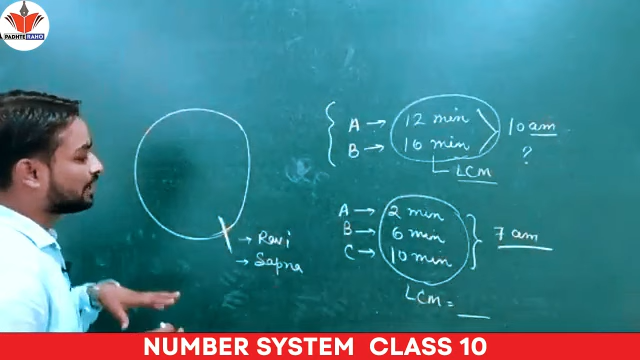 PADHTE RAHO
A → 12 min
B → 16 min
10 am
?
LCM
A → 2 min
B → 6 min
C → 10 min
7 am
LCM =
→ Ravi
→ Sapna
NUMBER SYSTEM CLASS 10